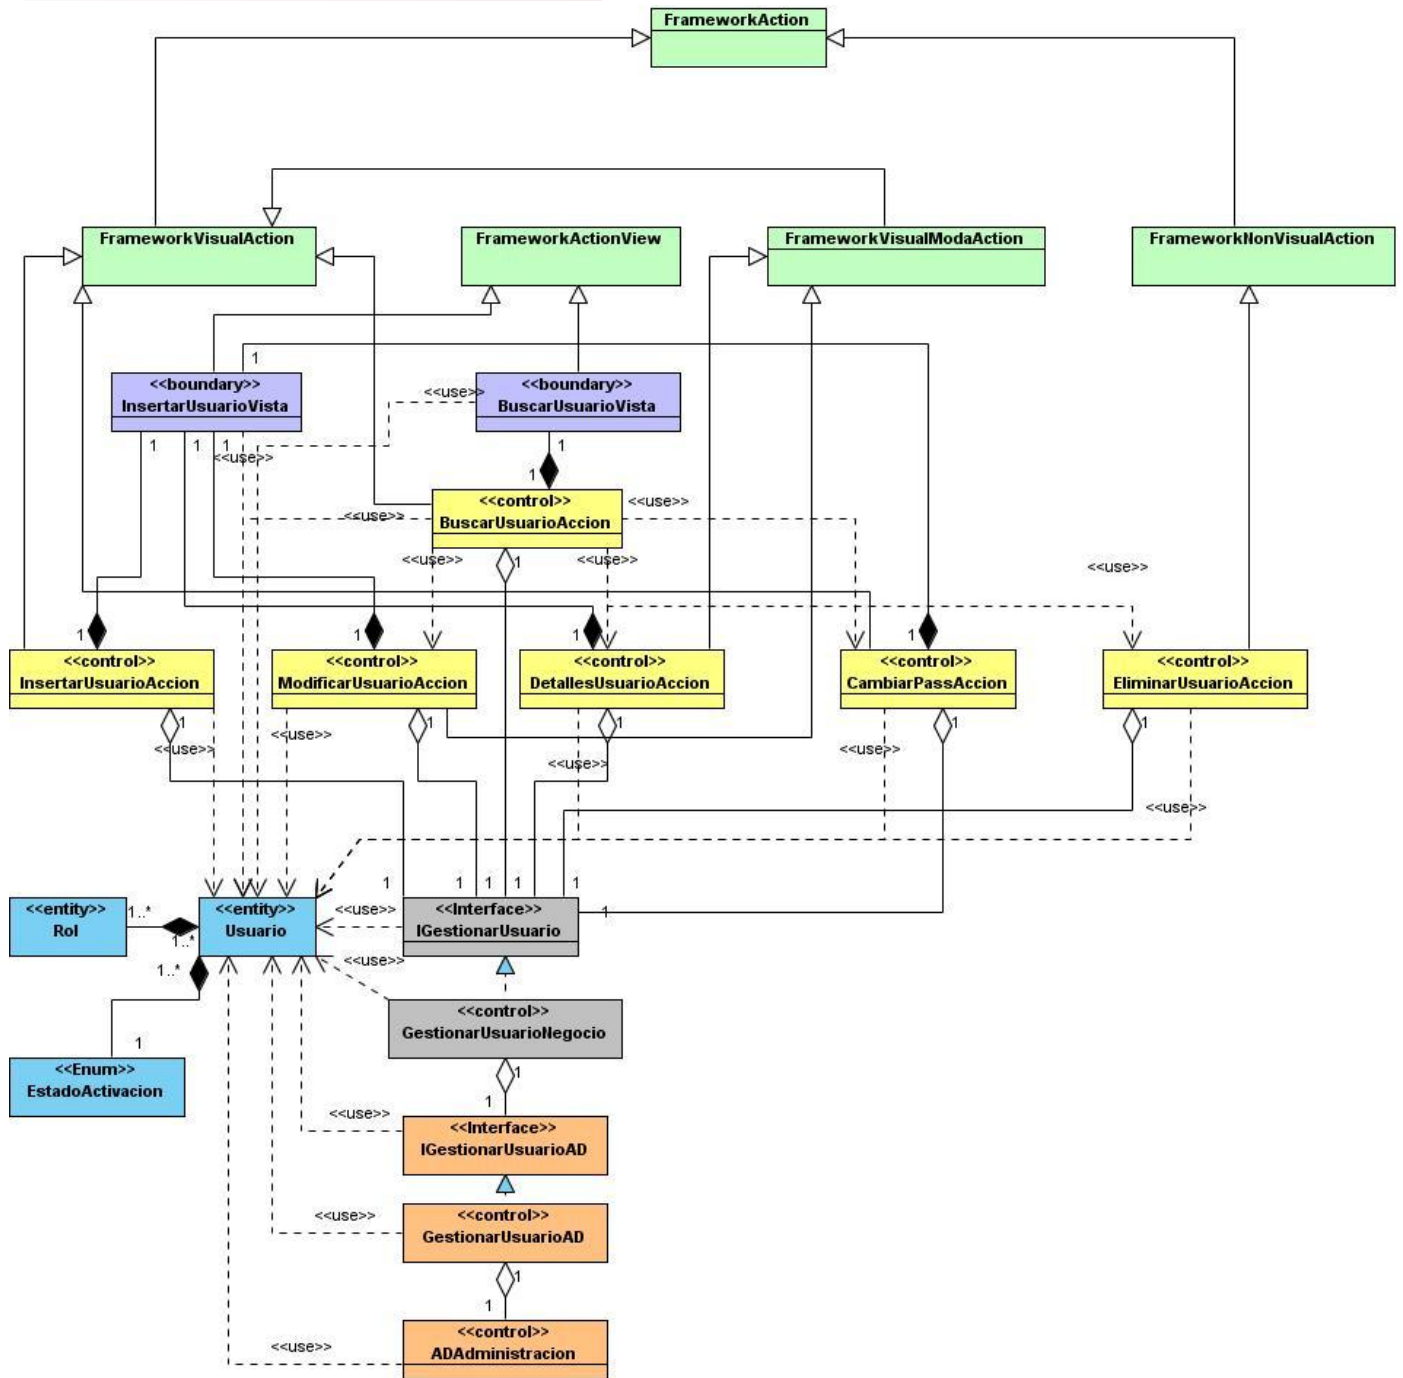 FrameworkAction
FrameworkVisualAction
FrameworkActionView
FrameworkVisualModaAction
FrameworkNonVisualAction
1
<<boundary>>
InsertarUsuarioVista
<<use>>
<<boundary>>
BuscarUsuarioVista
1
1
1
<<use>>
1
1
<<control>>
BuscarUsuarioAccion
<<use>>
<<use>>
<<use>>
1
<<use>>
<<use>>
1
1
1
1
<<control>>
InsertarUsuarioAccion
<<control>>
ModificarUsuarioAccion
<<control>>
DetallesUsuarioAccion
<<control>>
CambiarPassAccion
<<control>>
EliminarUsuarioAccion
1
1
1
1
1
<<use>>
<<use>>
<<use>>
<<use>>
<<use>>
1
1
1
1
1
1
<<entity>>
Rol
1..*
1..*
<<entity>>
Usuario
<<use>>
<<Interface>>
IGestionarUsuario
1..*
<<use>>
<<control>>
GestionarUsuarioNegocio
1
<<Enum>>
EstadoActivacion
1
1
<<use>>
<<Interface>>
IGestionarUsuarioAD
<<use>>
<<control>>
GestionarUsuarioAD
1
1
<<use>>
<<control>>
ADAdministracion